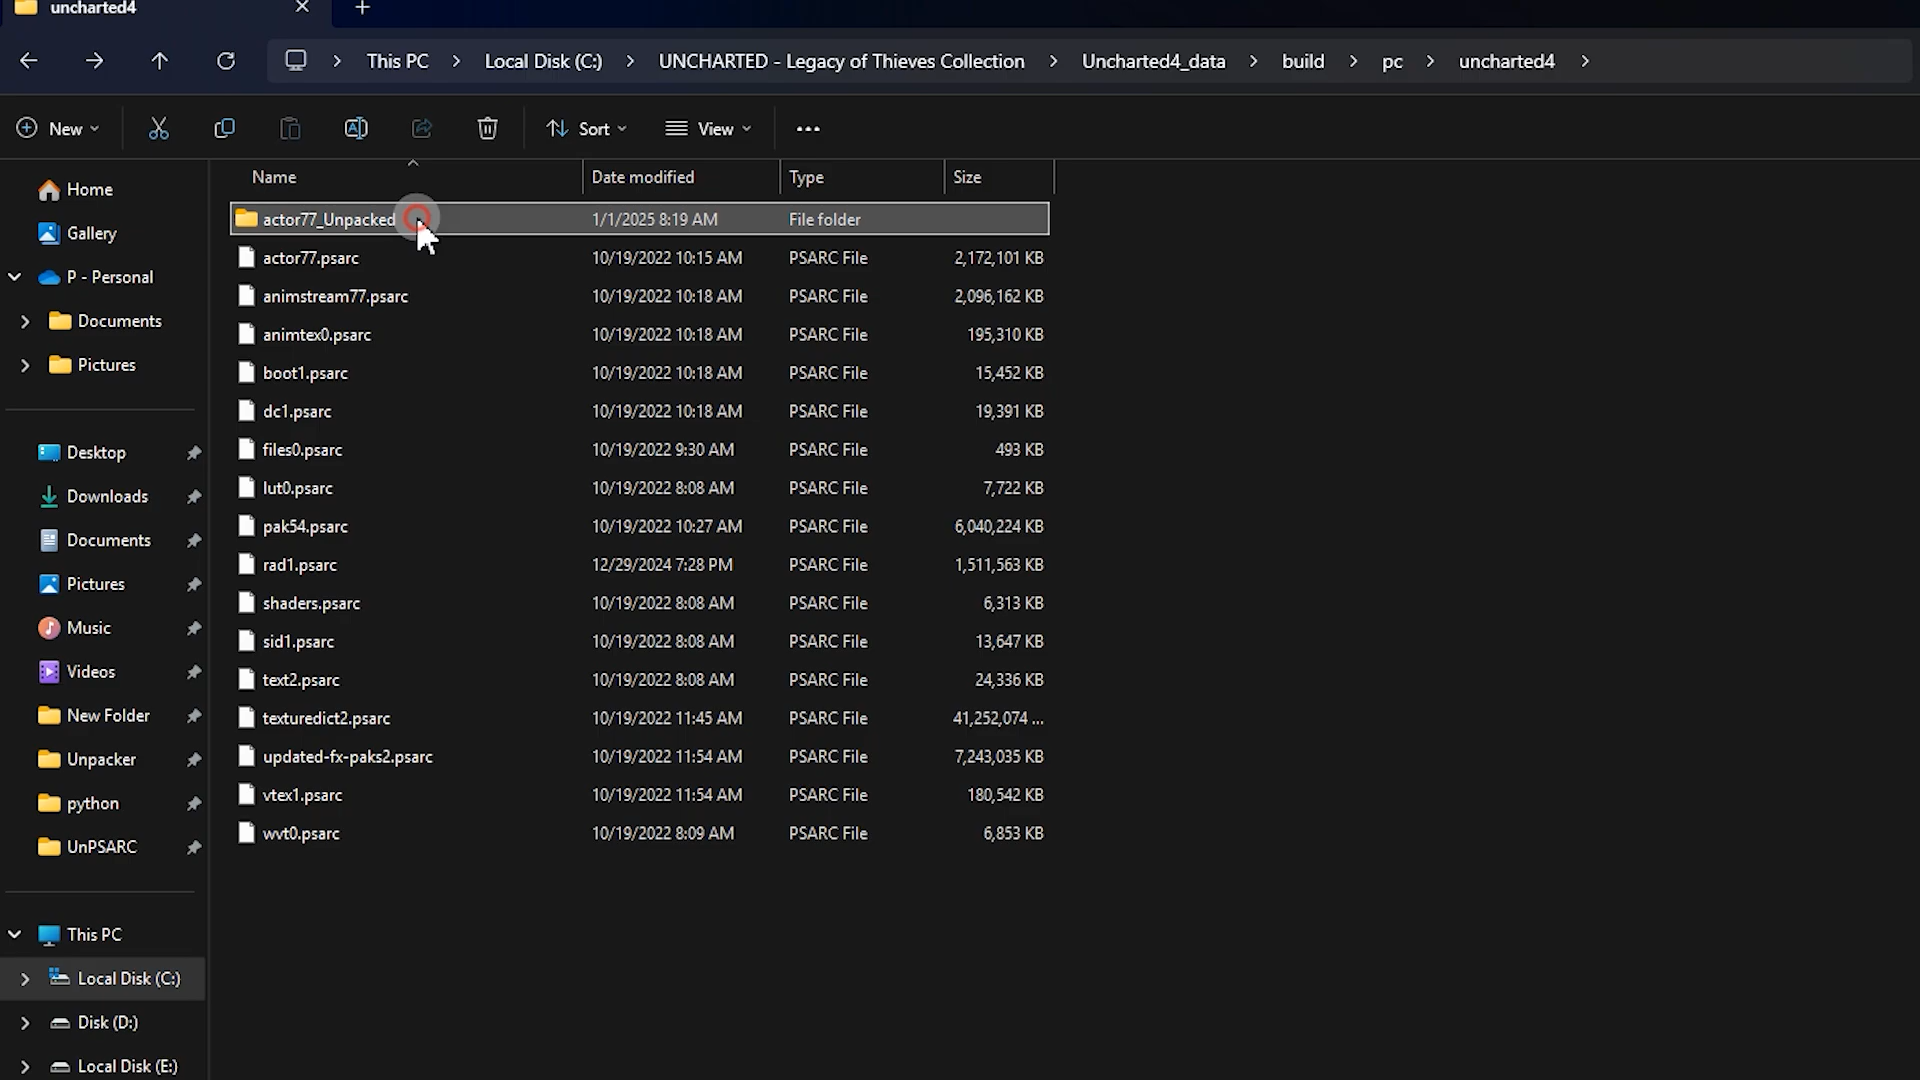 uncharted4
This PC > Local Disk (C:) > UNCHARTED - Legacy of Thieves Collection > Uncharted4_data > build > pc > uncharted4 >
New Sort View
Name Date modified Type Size
actor77_Unpacked 1/1/2025 8:19 AM File folder
actor77.psarc 10/19/2022 10:15 AM PSARC File 2,172,101 KB
animstream77.psarc 10/19/2022 10:18 AM PSARC File 2,096,162 KB
animtex0.psarc 10/19/2022 10:18 AM PSARC File 195,310 KB
boot1.psarc 10/19/2022 10:18 AM PSARC File 15,452 KB
dc1.psarc 10/19/2022 10:18 AM PSARC File 19,391 KB
files0.psarc 10/19/2022 9:30 AM PSARC File 493 KB
lut0.psarc 10/19/2022 8:08 AM PSARC File 7,722 KB
pak54.psarc 10/19/2022 10:27 AM PSARC File 6,040,224 KB
rad1.psarc 12/29/2024 7:28 PM PSARC File 1,511,563 KB
shaders.psarc 10/19/2022 8:08 AM PSARC File 6,313 KB
sid1.psarc 10/19/2022 8:08 AM PSARC File 13,647 KB
text2.psarc 10/19/2022 8:08 AM PSARC File 24,336 KB
texturedict2.psarc 10/19/2022 11:45 AM PSARC File 41,252,074 ...
updated-fx-paks2.psarc 10/19/2022 11:54 AM PSARC File 7,243,035 KB
vtex1.psarc 10/19/2022 11:54 AM PSARC File 180,542 KB
wvt0.psarc 10/19/2022 8:09 AM PSARC File 6,853 KB
Home
Gallery
P - Personal
Documents
Pictures
Desktop
Downloads
Documents
Pictures
Music
Videos
New Folder
Unpacker
python
UnPSARC
This PC
Local Disk (C:)
Disk (D:)
Local Disk (E:)